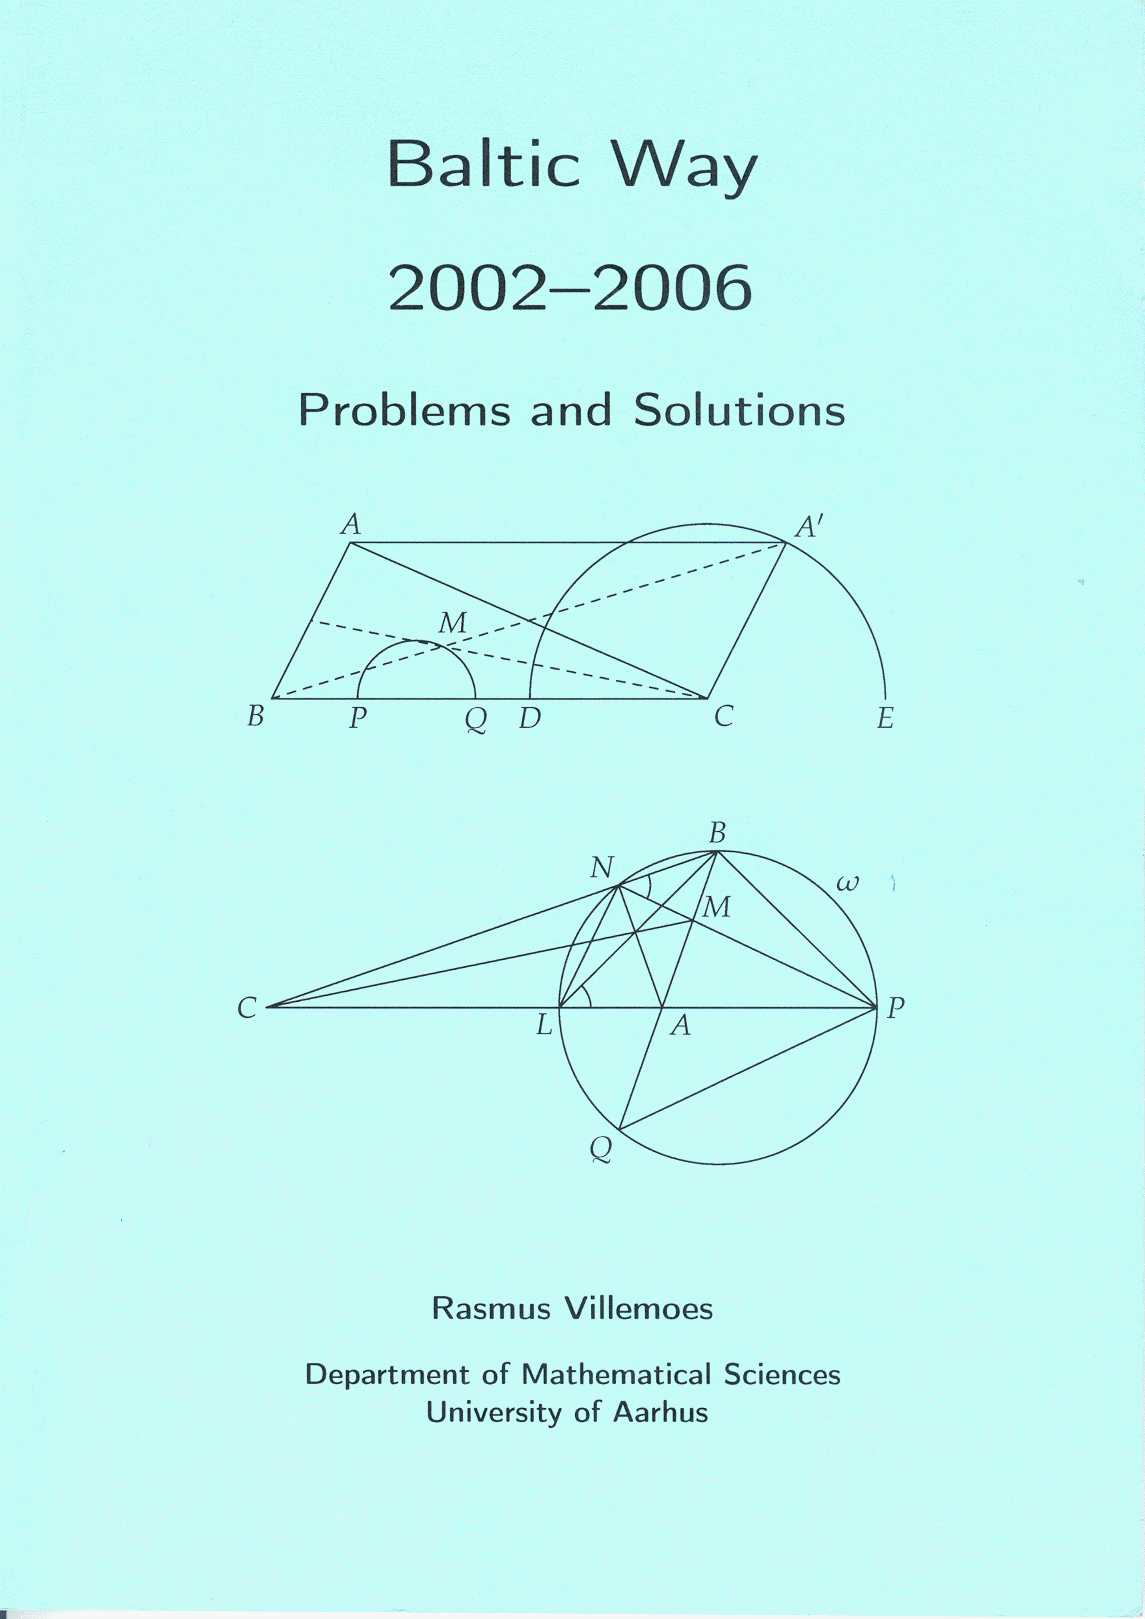 Baltic Way
2002–2006
Problems and Solutions
A A′
M
B P Q D C E
B
N ω
M
C L A P
Q
Rasmus Villemoes
Department of Mathematical Sciences
University of Aarhus